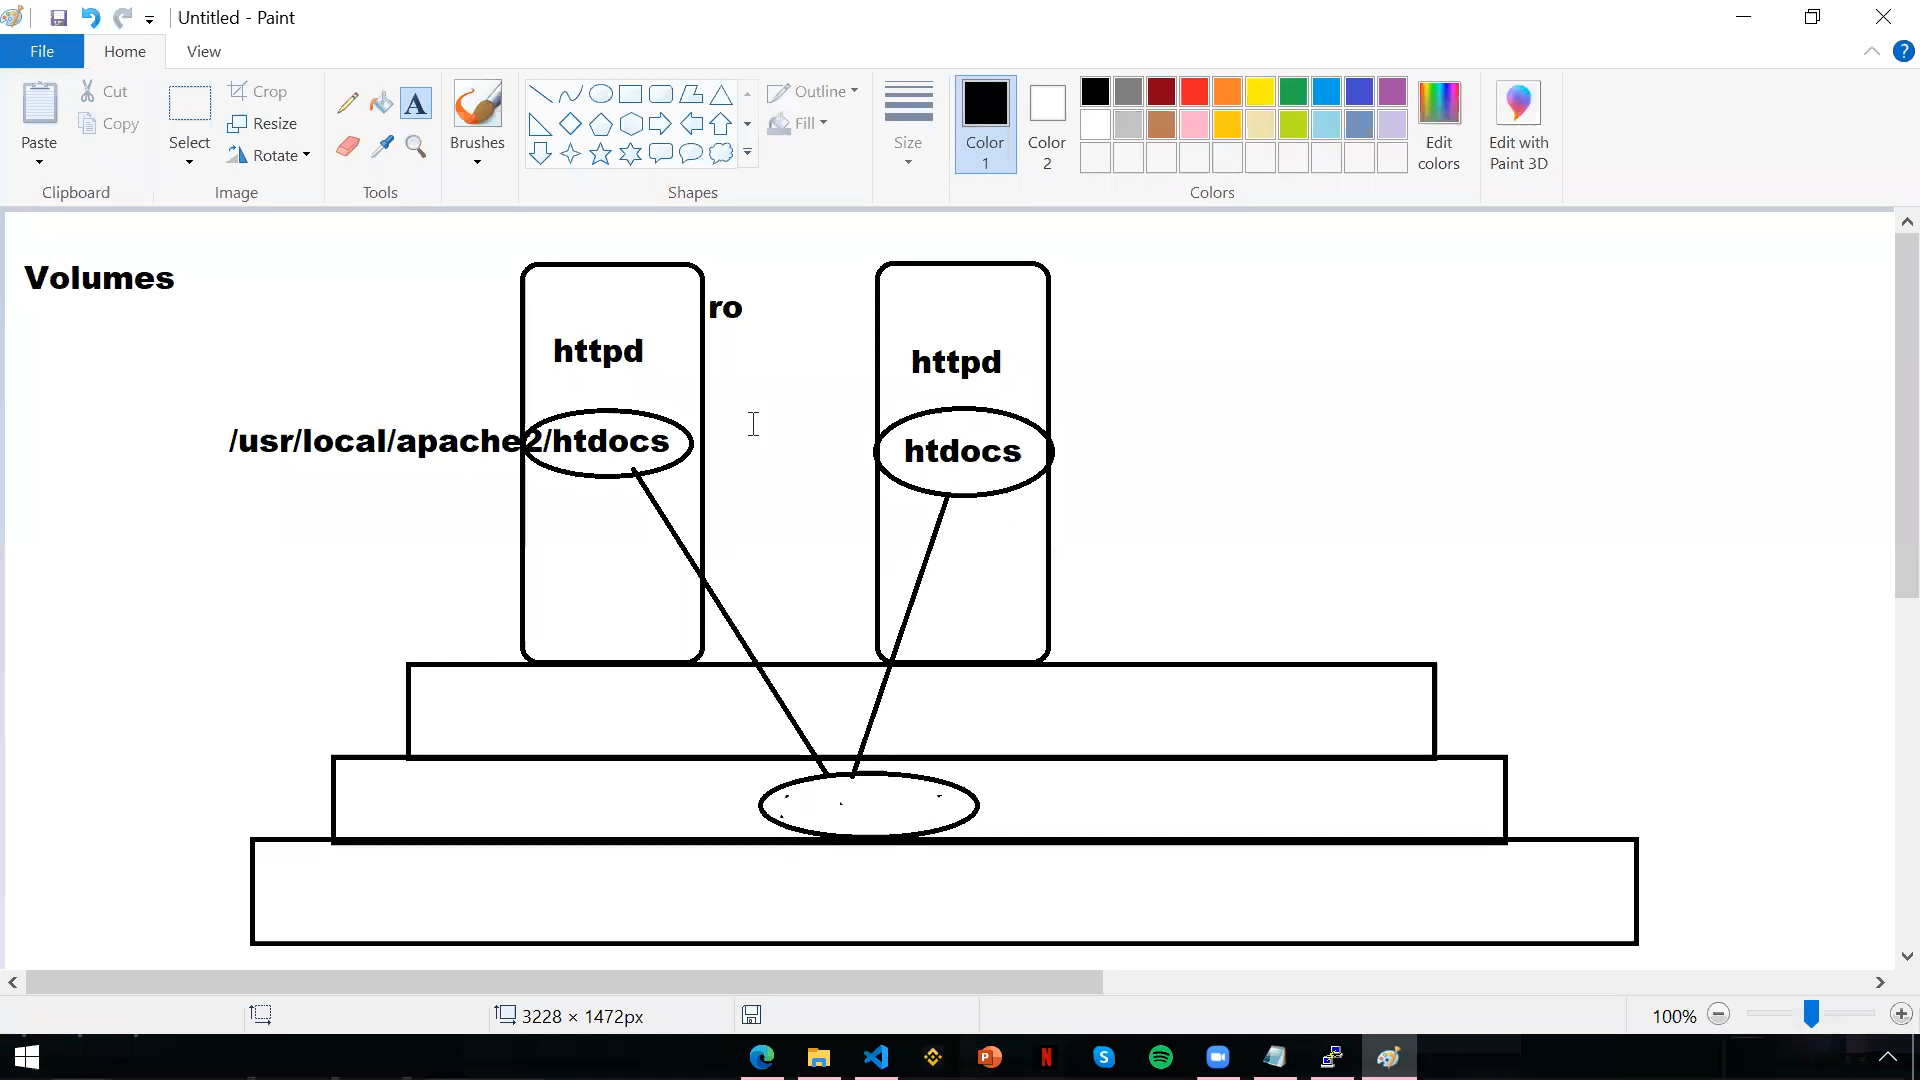 Untitled - Paint
File
Home
View
Paste
Cut
Copy
Clipboard
Select
Crop
Resize
Rotate
Image
A
Tools
Brushes
Shapes
Outline
Fill
Size
Color
1
Color
2
Edit
colors
Colors
Edit with
Paint 3D
?
Volumes
ro
httpd
httpd
/usr/local/apache2/htdocs
htdocs
3228 × 1472px
100%